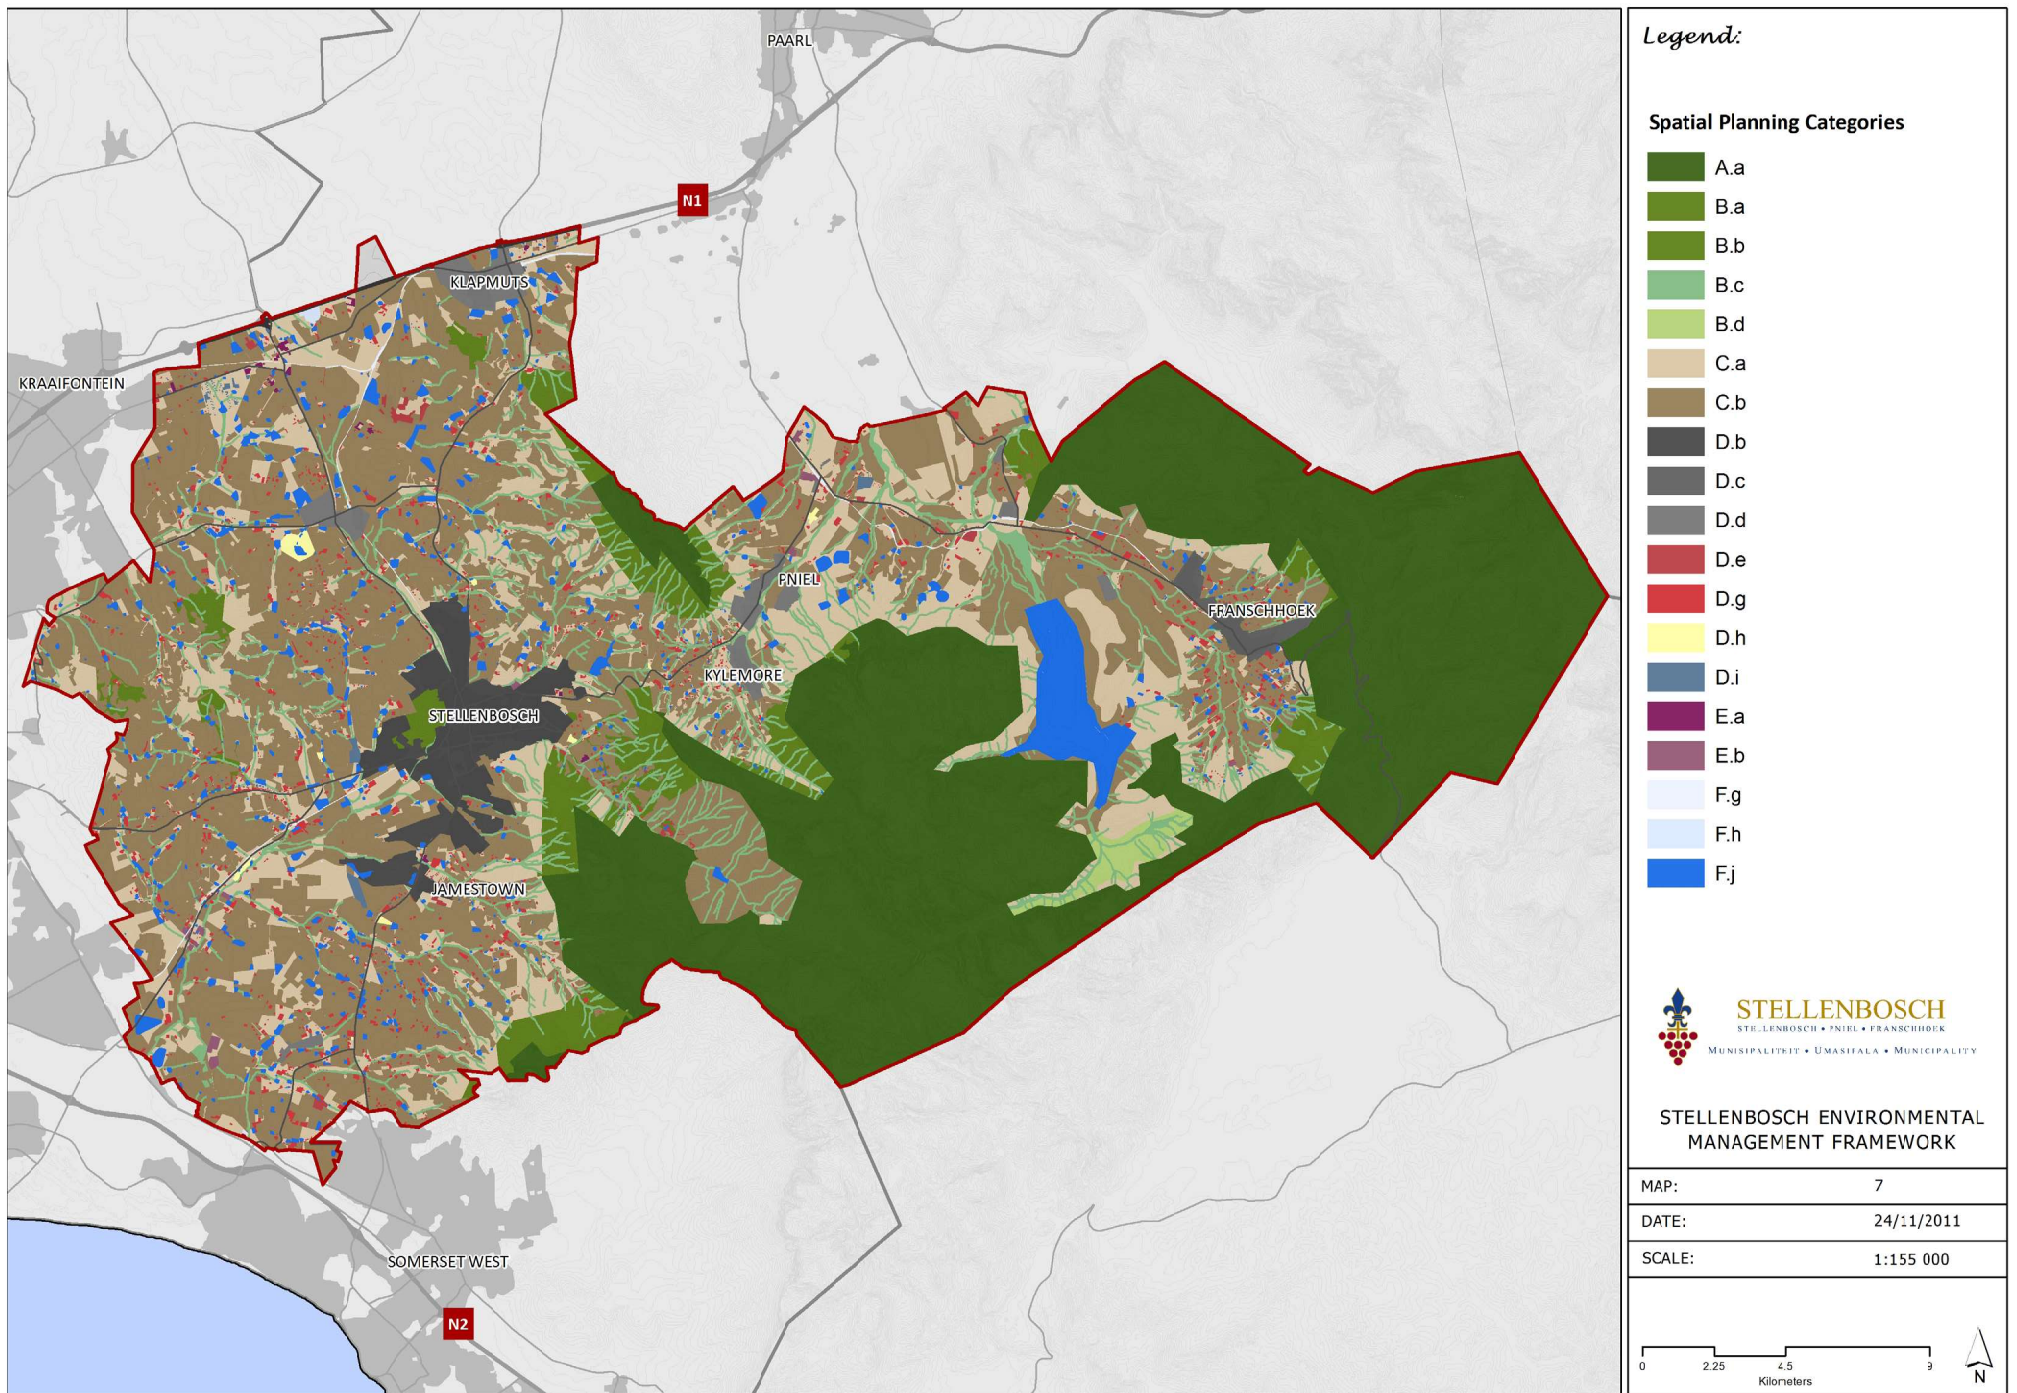 PAARL
N1
KLAPMUTS
KRAAIFONTEIN
PNIEL
FRANSCHHOEK
KYLEMORE
STELLENBOSCH
JAMESTOWN
SOMERSET WEST
N2
Legend:
Spatial Planning Categories
A.a
B.a
B.b
B.c
B.d
C.a
C.b
D.b
D.c
D.d
D.e
D.g
D.h
D.i
E.a
E.b
F.g
F.h
F.j
STELLENBOSCH
STELLENBOSCH • PNIEL • FRANSCHHOEK
MUNISIPALITEIT • UMASIPALA • MUNICIPALITY
STELLENBOSCH ENVIRONMENTAL
MANAGEMENT FRAMEWORK
MAP: 7
DATE: 24/11/2011
SCALE: 1:155 000
0 2.25 4.5 9
Kilometers
N